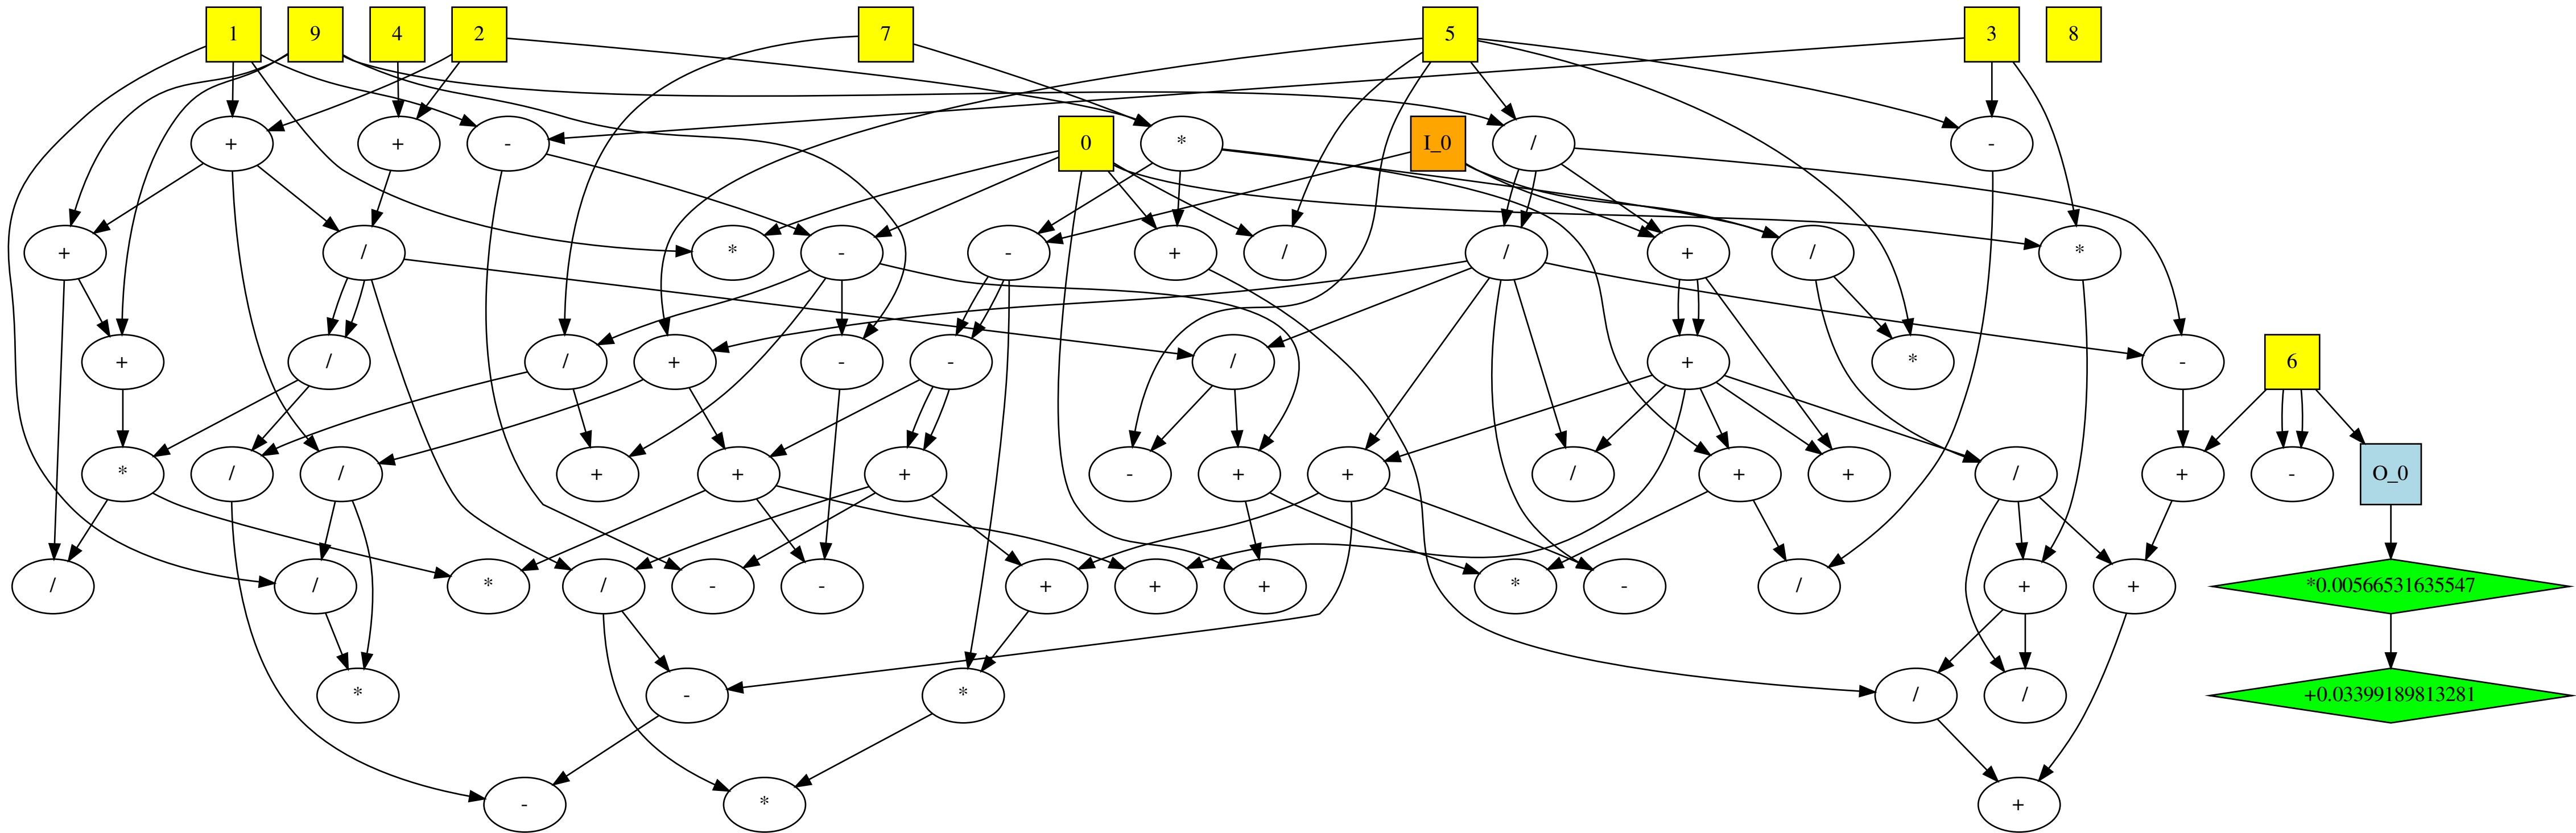 1 9 4 2 7 5 3 8
+ + - 0 * I_0 / -
+ / * - - + / / + / *
+ / / + - - / * - 6
* / / + + + - + + / + + / + - O_0
/ / * / - - + + + * - / + + *0.00566531635547
* - * / / +0.03399189813281
- * +